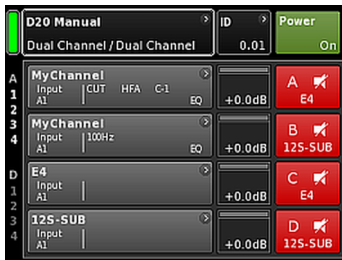 D20 Manual
Dual Channel / Dual Channel
ID
0.01
Power
On
A
1
2
3
4
D
1
2
3
4
MyChannel
Input
A1
CUT HFA C-1
EQ
+0.0dB
A
E4
MyChannel
Input
A1
100Hz
EQ
+0.0dB
B
12S-SUB
E4
Input
A1
+0.0dB
C
E4
12S-SUB
Input
A1
+0.0dB
D
12S-SUB